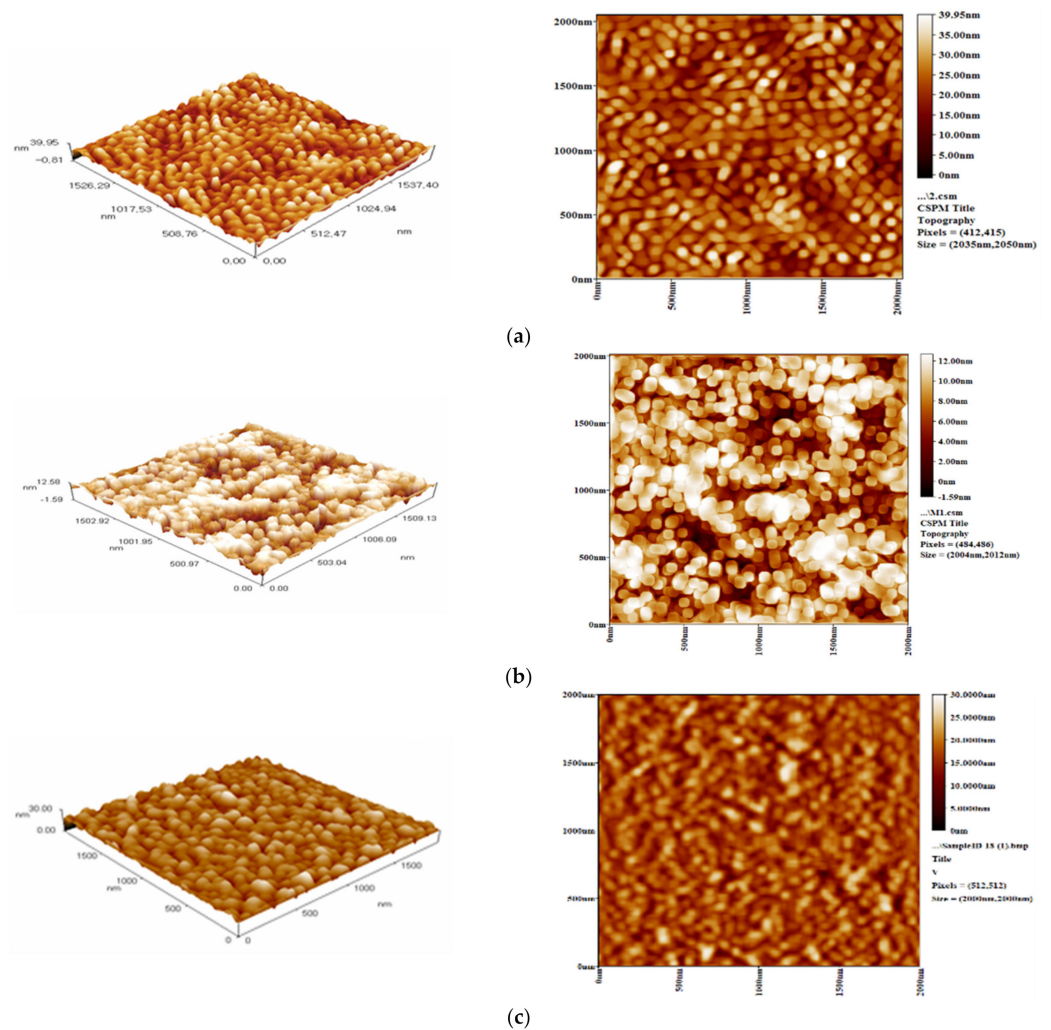 39,95
nm
−0,81
1526,29
1017,53
nm
508,76
0,00
0,00
512,47
nm
1024,94
1537,40
2000nm
1500nm
1000nm
500nm
0nm
0nm
500nm
1000nm
1500nm
2000nm
39.95nm
35.00nm
30.00nm
25.00nm
20.00nm
15.00nm
10.00nm
5.00nm
0nm
...\2.csm
CSPM Title
Topography
Pixels = (412,415)
Size = (2035nm,2050nm)
(a)
12.58
nm
-1.59
1502.92
1001.95
nm
500.97
0.00
0.00
503.04
nm
1006.09
1509.13
2000nm
1500nm
1000nm
500nm
0nm
0nm
500nm
1000nm
1500nm
2000nm
12.00nm
10.00nm
8.00nm
6.00nm
4.00nm
2.00nm
0nm
-1.59nm
...\M1.csm
CSPM Title
Topography
Pixels = (484,486)
Size = (2004nm,2012nm)
(b)
30.00
nm
0.00
1500
1000
nm
500
0
0
500
nm
1000
1500
2000nm
1500nm
1000nm
500nm
0nm
0nm
500nm
1000nm
1500nm
2000nm
30.0000nm
25.0000nm
20.0000nm
15.0000nm
10.0000nm
5.0000nm
0nm
...\SampleID 18 (1).bmp
Title
V
Pixels = (512,512)
Size = (2000nm,2000nm)
(c)